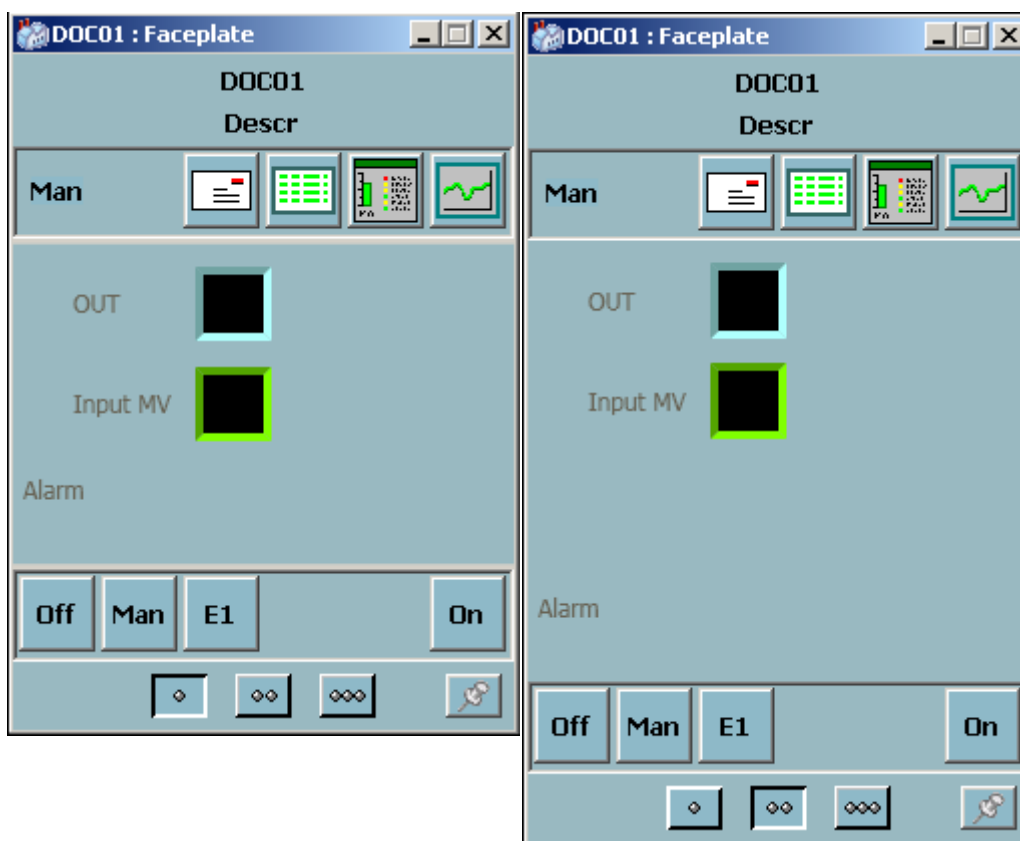 DOC01 : Faceplate
DOC01
Descr
Man
OUT
Input MV
Alarm
Off Man E1 On
DOC01 : Faceplate
DOC01
Descr
Man
OUT
Input MV
Alarm
Off Man E1 On